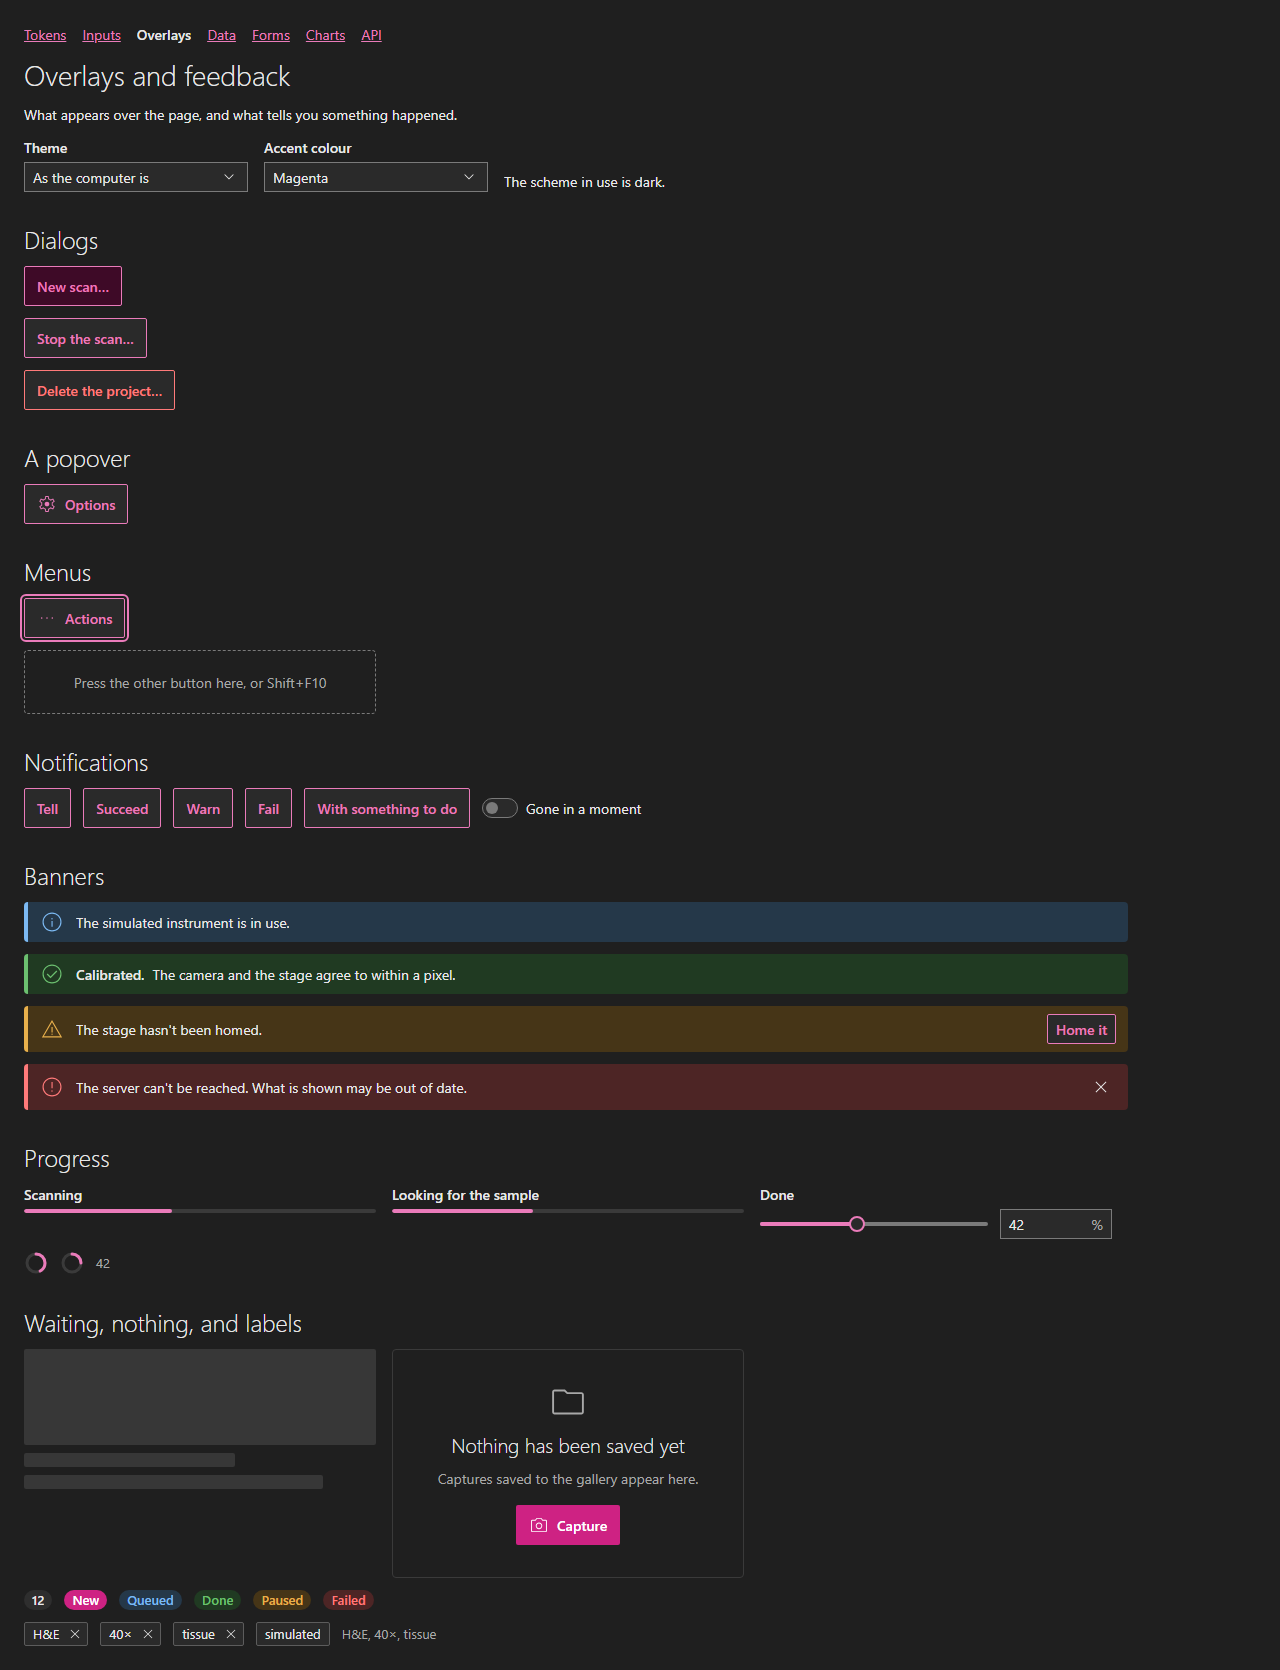 Tokens Inputs Overlays Data Forms Charts API
Overlays and feedback
What appears over the page, and what tells you something happened.
Theme Accent colour
As the computer is Magenta The scheme in use is dark.
Dialogs
New scan...
Stop the scan...
Delete the project...
A popover
Options
Menus
Actions
Press the other button here, or Shift+F10
Notifications
Tell Succeed Warn Fail With something to do Gone in a moment
Banners
The simulated instrument is in use.
Calibrated. The camera and the stage agree to within a pixel.
The stage hasn't been homed. Home it
The server can't be reached. What is shown may be out of date.
Progress
Scanning Looking for the sample Done
42 %
42
Waiting, nothing, and labels
Nothing has been saved yet
Captures saved to the gallery appear here.
Capture
12 New Queued Done Paused Failed
H&E 40× tissue simulated H&E, 40×, tissue